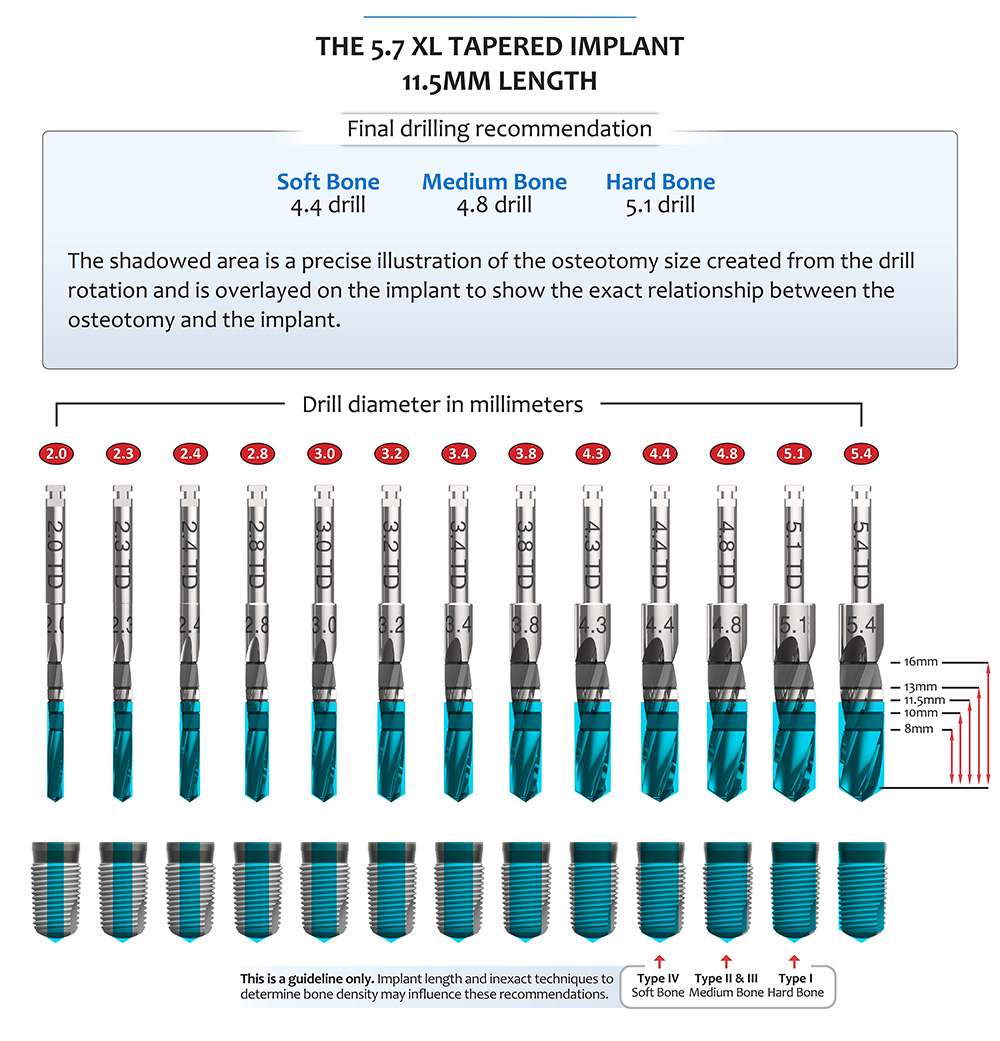 THE 5.7 XL TAPERED IMPLANT
11.5MM LENGTH
Final drilling recommendation
Soft Bone Medium Bone Hard Bone
4.4 drill 4.8 drill 5.1 drill
The shadowed area is a precise illustration of the osteotomy size created from the drill
rotation and is overlayed on the implant to show the exact relationship between the
osteotomy and the implant.
Drill diameter in millimeters
2.0 2.3 2.4 2.8 3.0 3.2 3.4 3.8 4.3 4.4 4.8 5.1 5.4
2.0 TD 2.3 TD 2.4 TD 2.8 TD 3.0 TD 3.2 TD 3.4 TD 3.8 TD 4.3 TD 4.4 TD 4.8 TD 5.1 TD 5.4 TD
2.0 2.3 2.4 2.8 3.0 3.2 3.4 3.8 4.3 4.4 4.8 5.1 5.4
16mm
13mm
11.5mm
10mm
8mm
This is a guideline only. Implant length and inexact techniques to
determine bone density may influence these recommendations.
Type IV Type II & III Type I
Soft Bone Medium Bone Hard Bone